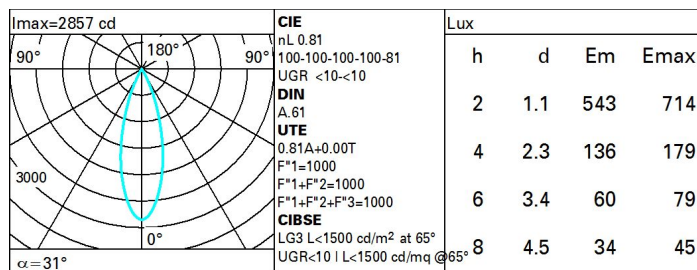 Imax=2857 cd
90°
180°
90°
3000
0°
α=31°
CIE
nL 0.81
100-100-100-100-81
UGR <10-<10
DIN
A.61
UTE
0.81A+0.00T
F"1=1000
F"1+F"2=1000
F"1+F"2+F"3=1000
CIBSE
LG3 L<1500 cd/m² at 65°
UGR<10 | L<1500 cd/mq @65°
Lux
h d Em Emax
2 1.1 543 714
4 2.3 136 179
6 3.4 60 79
8 4.5 34 45